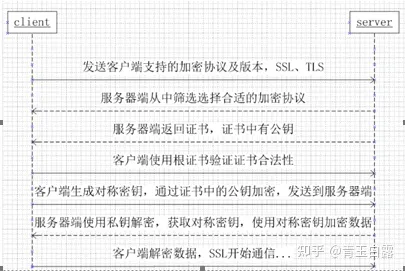 client
server
发送客户端支持的加密协议及版本，SSL、TLS
服务器端从中筛选选择合适的加密协议
服务器端返回证书，证书中有公钥
客户端使用根证书验证证书合法性
客户端生成对称密钥，通过证书中的公钥加密，发送到服务器端
服务器端使用私钥解密，获取对称密钥，使用对称密钥加密数据
客户端解密数据，SSL开始通信...
知乎 @青玉白露